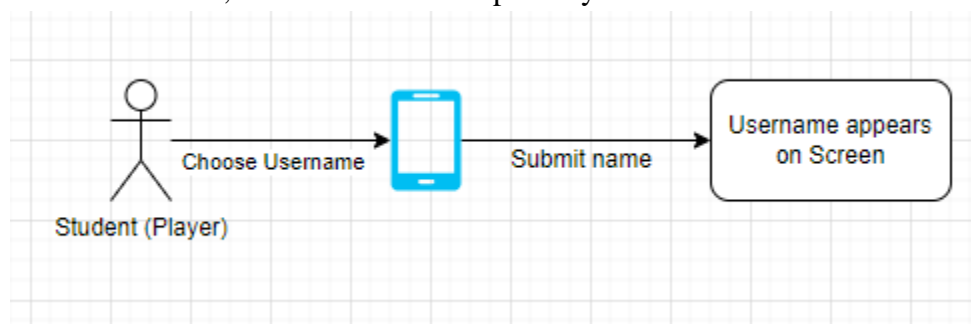 Username appears
on Screen
Choose Username
Submit name
Student (Player)